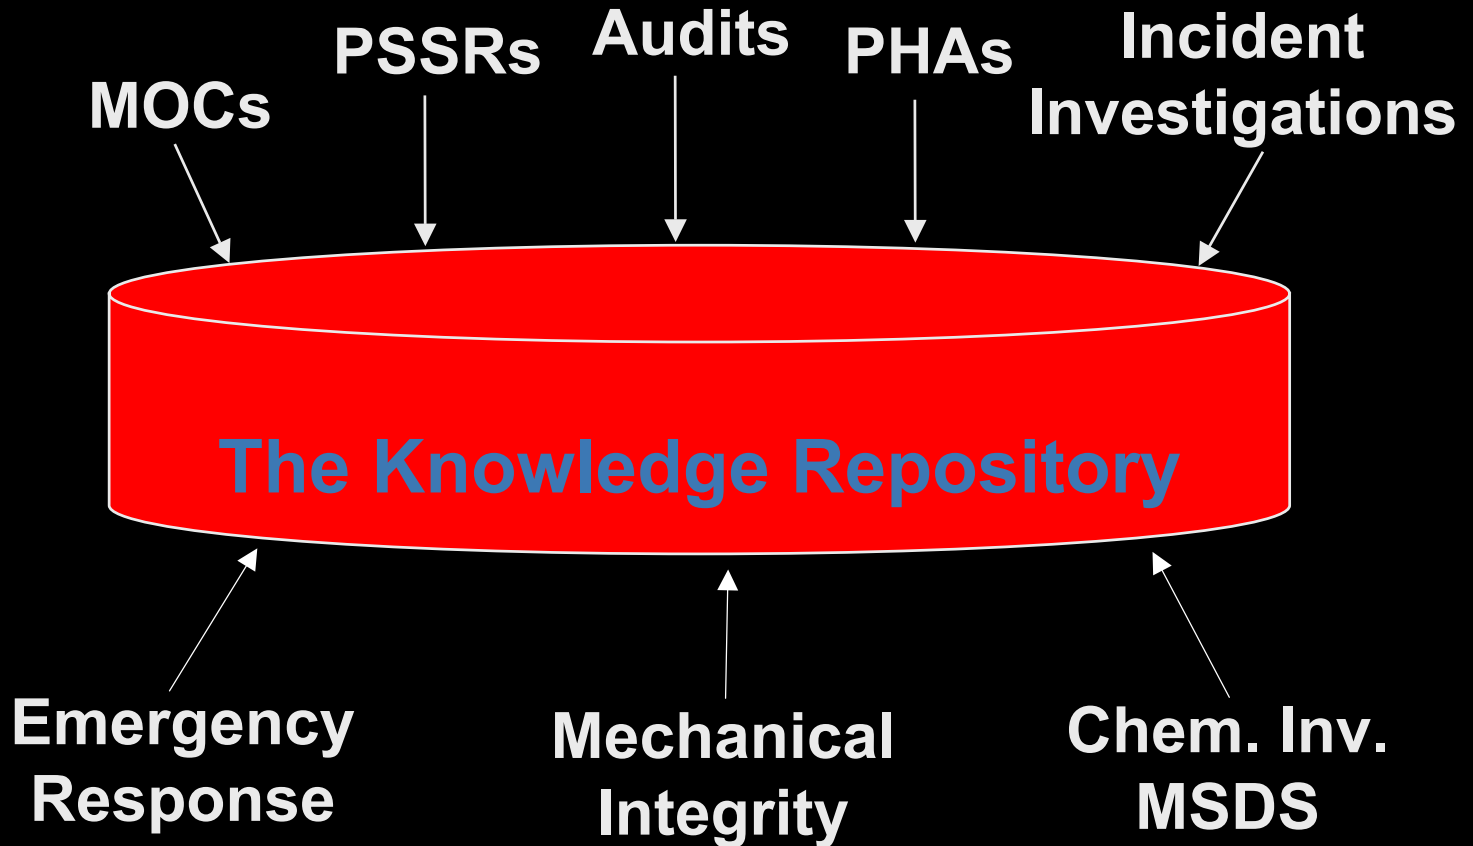 MOCs
PSSRs
Audits
PHAs
Incident
Investigations
The Knowledge Repository
Emergency
Response
Mechanical
Integrity
Chem. Inv.
MSDS